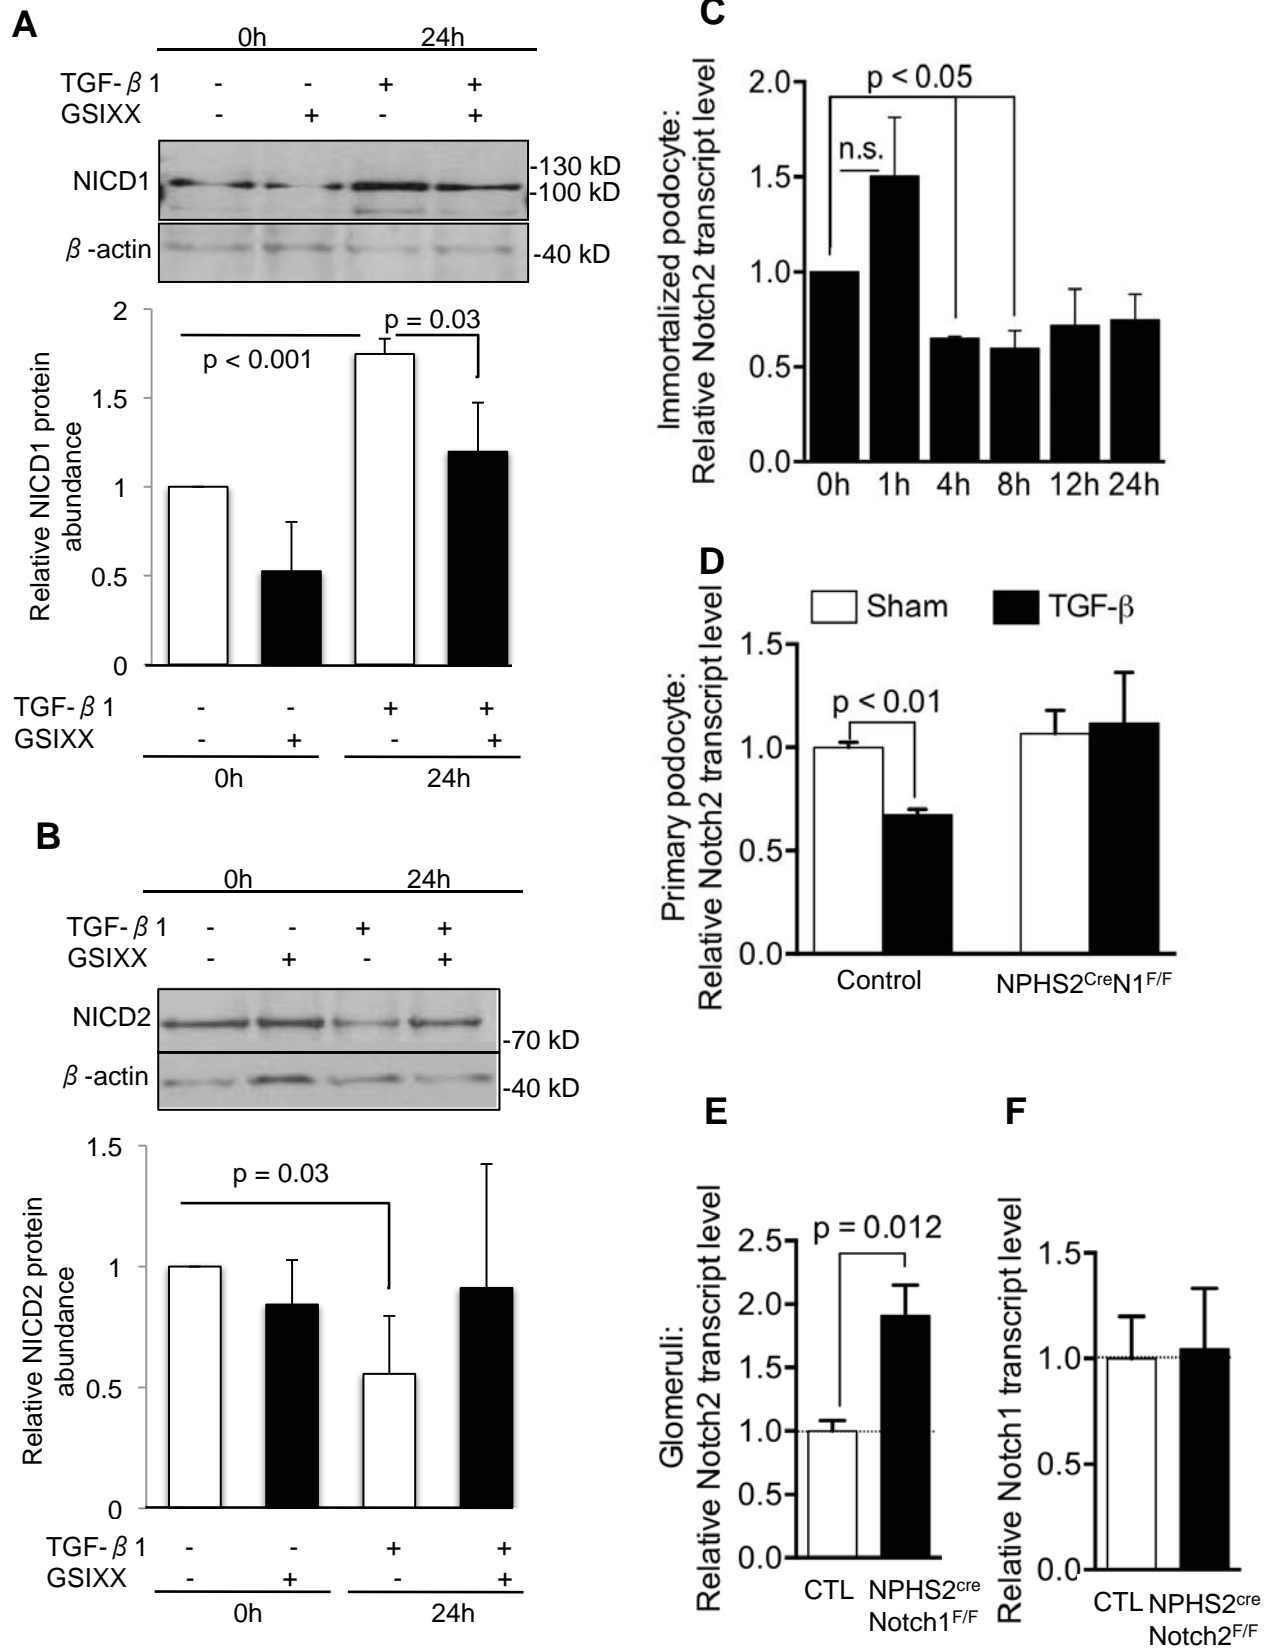 A
0h 24h
TGF-β1 - - + +
GSIXX - + - +
NICD1
-130 kD
-100 kD
β-actin
-40 kD
2
1.5
1
0.5
0
Relative NICD1 protein
abundance
p < 0.001
p = 0.03
TGF-β1 - - + +
GSIXX - + - +
0h 24h
B
0h 24h
TGF-β1 - - + +
GSIXX - + - +
NICD2
-70 kD
β-actin
-40 kD
1.5
1
0.5
0
Relative NICD2 protein
abundance
p = 0.03
TGF-β1 - - + +
GSIXX - + - +
0h 24h
C
Immortalized podocyte:
Relative Notch2 transcript level
2.0
1.5
1.0
0.5
0.0
p < 0.05
n.s.
0h 1h 4h 8h 12h 24h
D
Sham TGF-β
Primary podocyte:
Relative Notch2 transcript level
1.5
1.0
0.5
0.0
p < 0.01
Control NPHS2CreN1F/F
E
Glomeruli:
Relative Notch2 transcript level
2.5
2.0
1.5
1.0
0.5
0.0
p = 0.012
CTL NPHS2cre
Notch1F/F
F
Relative Notch1 transcript level
1.5
1.0
0.5
0.0
CTL NPHS2cre
Notch2F/F